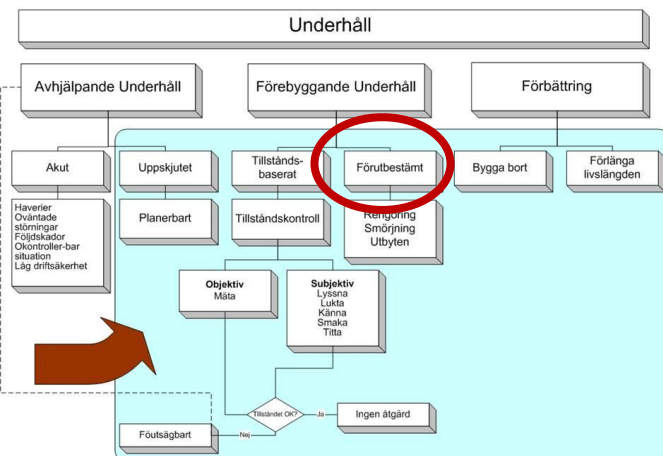 Underhåll
Avhjälpande Underhåll
Förebyggande Underhåll
Förbättring
Akut
Uppskjutet
Tillstånds-
baserat
Förutbestämt
Bygga bort
Förlänga
livslängden
Haverier
Oväntade
störningar
Följdskador
Okontroller-bar
situation
Låg driftsäkerhet
Planerbart
Tillståndskontroll
Rengöring
Smörjning
Utbyten
Objektiv
Mäta
Subjektiv
Lyssna
Lukta
Känna
Smaka
Titta
Tillståndet OK?
Ja
Ingen åtgärd
Nej
Föutsägbart